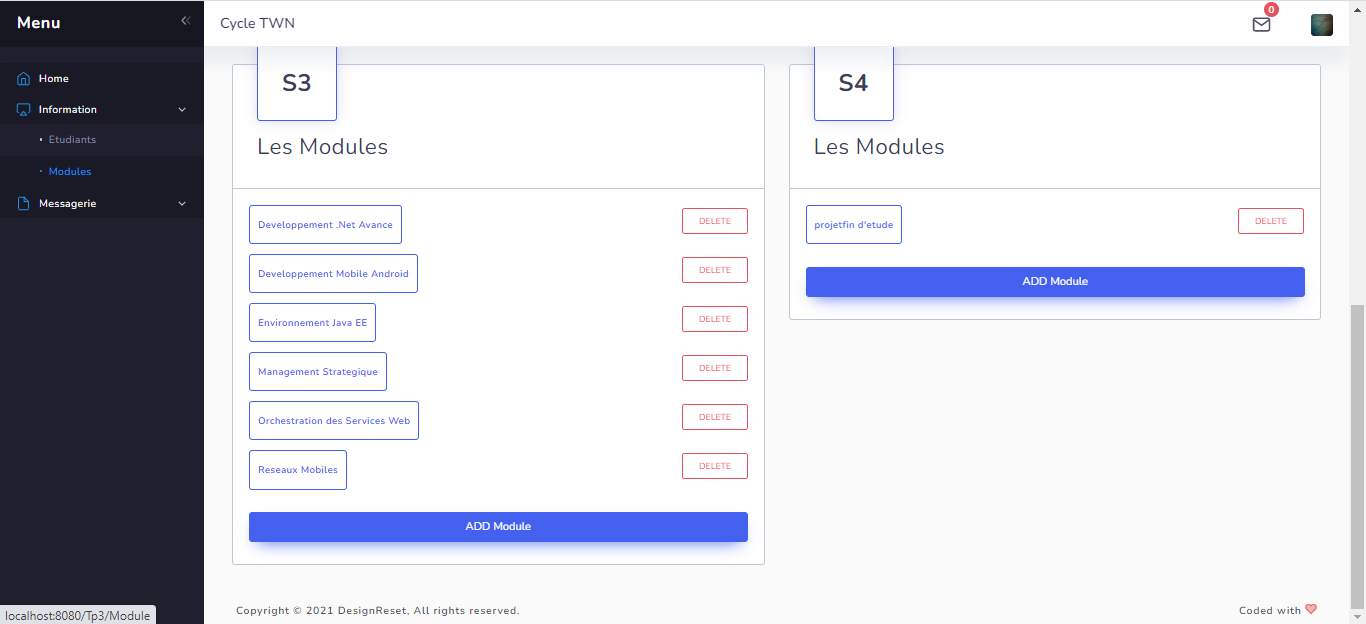 Menu
Home
Information
Etudiants
Modules
Messagerie
localhost:8080/Tp3/Module
Cycle TWN
0
S3
Les Modules
Developpement .Net Avance
DELETE
Developpement Mobile Android
DELETE
Environnement Java EE
DELETE
Management Strategique
DELETE
Orchestration des Services Web
DELETE
Reseaux Mobiles
DELETE
ADD Module
S4
Les Modules
projetfin d'etude
DELETE
ADD Module
Copyright © 2021 DesignReset, All rights reserved.
Coded with